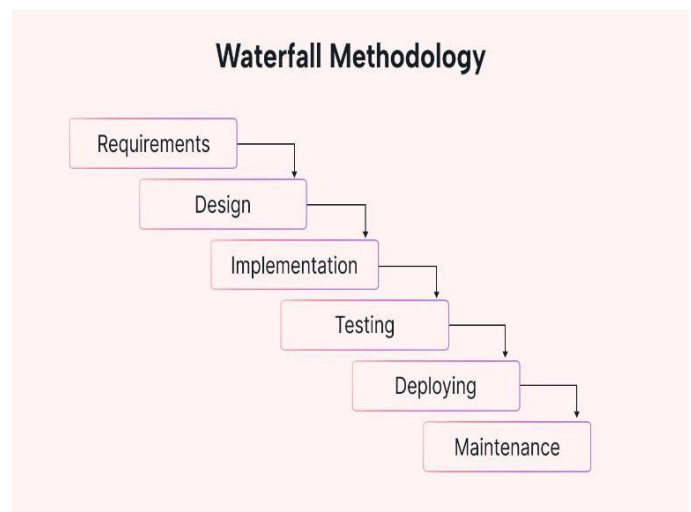 Waterfall Methodology
Requirements
Design
Implementation
Testing
Deploying
Maintenance